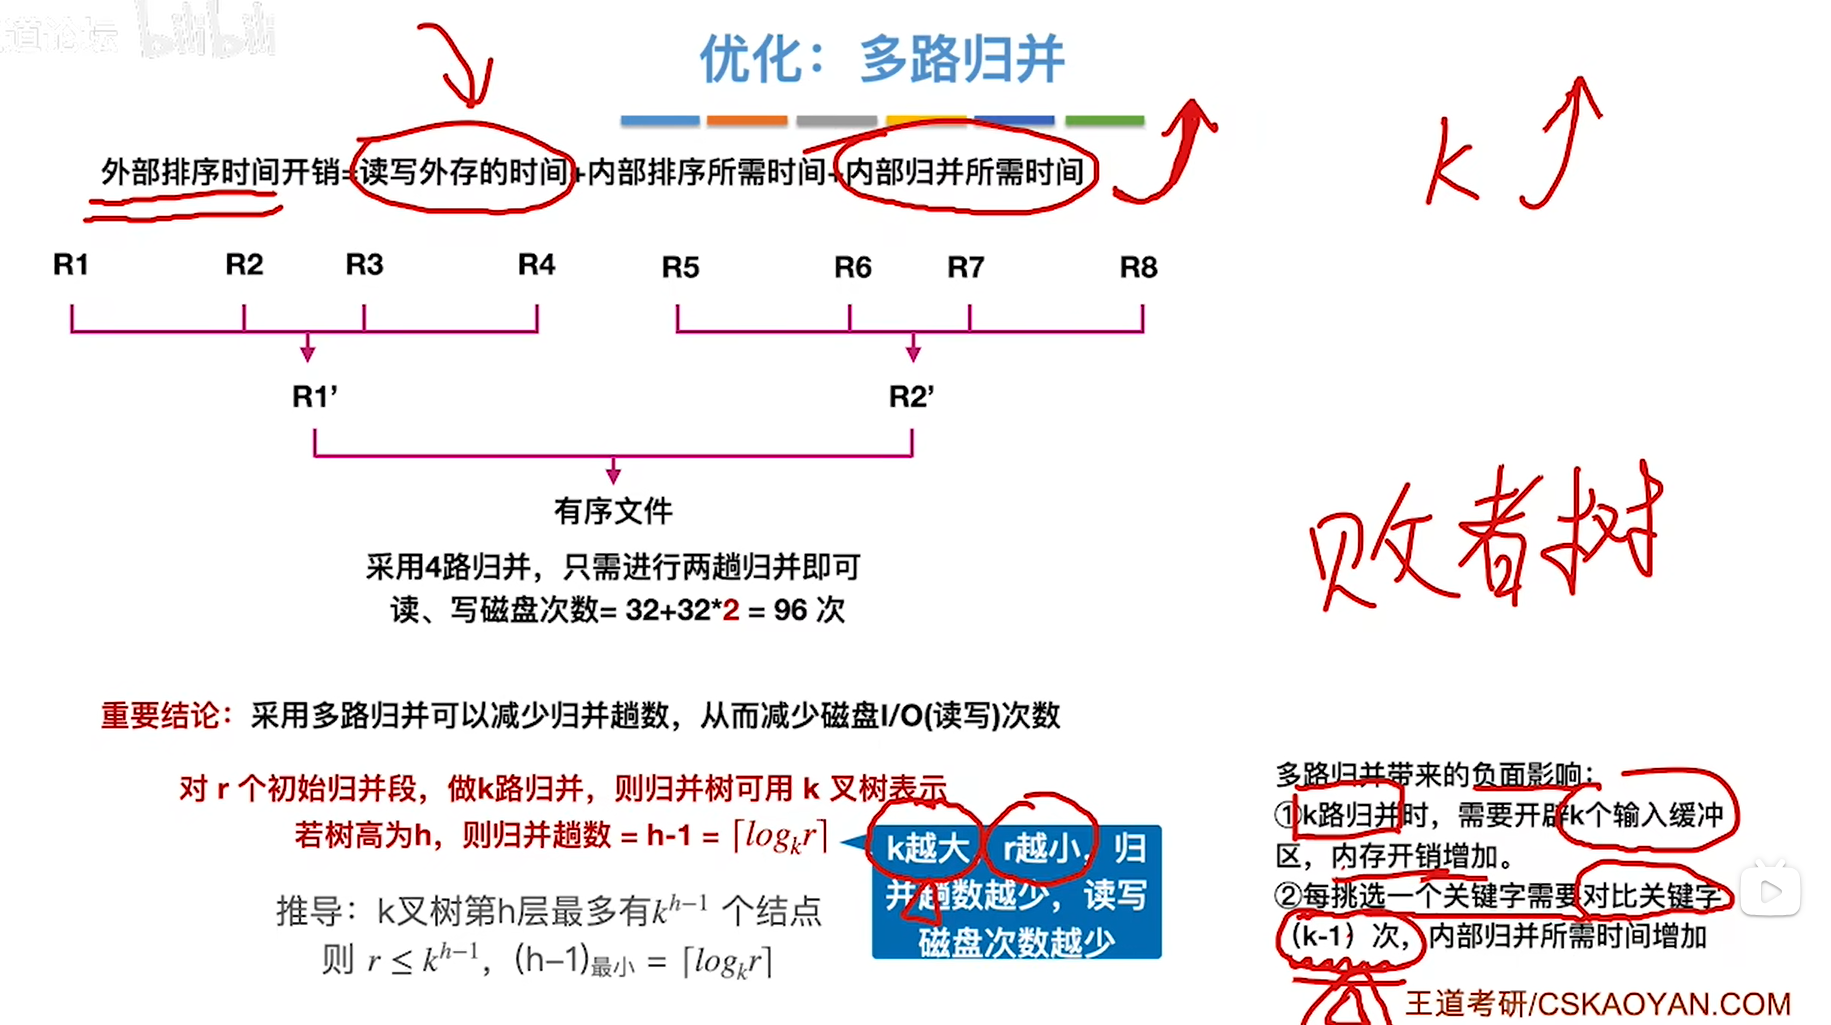 道论坛 bilibili
优化：多路归并
外部排序时间开销=读写外存的时间+内部排序所需时间+内部归并所需时间
k
R1 R2 R3 R4 R5 R6 R7 R8
R1’ R2’
有序文件
败者树
采用4路归并，只需进行两趟归并即可
读、写磁盘次数= 32+32*2 = 96 次
重要结论：采用多路归并可以减少归并趟数，从而减少磁盘I/O(读写)次数
对 r 个初始归并段，做k路归并，则归并树可用 k 叉树表示
若树高为h，则归并趟数 = h-1 = ⌈logₖr⌉
k越大，r越小，归
并趟数越少，读写
磁盘次数越少
推导：k叉树第h层最多有kʰ⁻¹ 个结点
则 r ≤ kʰ⁻¹，(h−1)最小 = ⌈logₖr⌉
多路归并带来的负面影响：
①k路归并时，需要开辟k个输入缓冲
区，内存开销增加。
②每挑选一个关键字需要对比关键字
（k-1）次，内部归并所需时间增加
王道考研/CSKAOYAN.COM